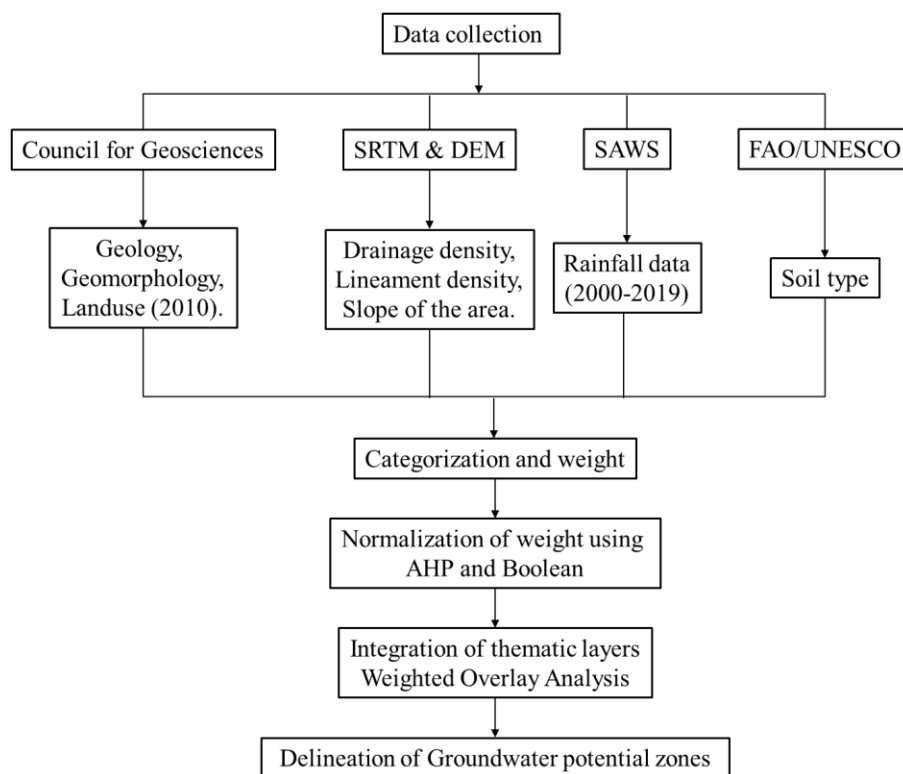 Data collection
Council for Geosciences
SRTM & DEM
SAWS
FAO/UNESCO
Geology,
Geomorphology,
Landuse (2010).
Drainage density,
Lineament density,
Slope of the area.
Rainfall data
(2000-2019)
Soil type
Categorization and weight
Normalization of weight using
AHP and Boolean
Integration of thematic layers
Weighted Overlay Analysis
Delineation of Groundwater potential zones